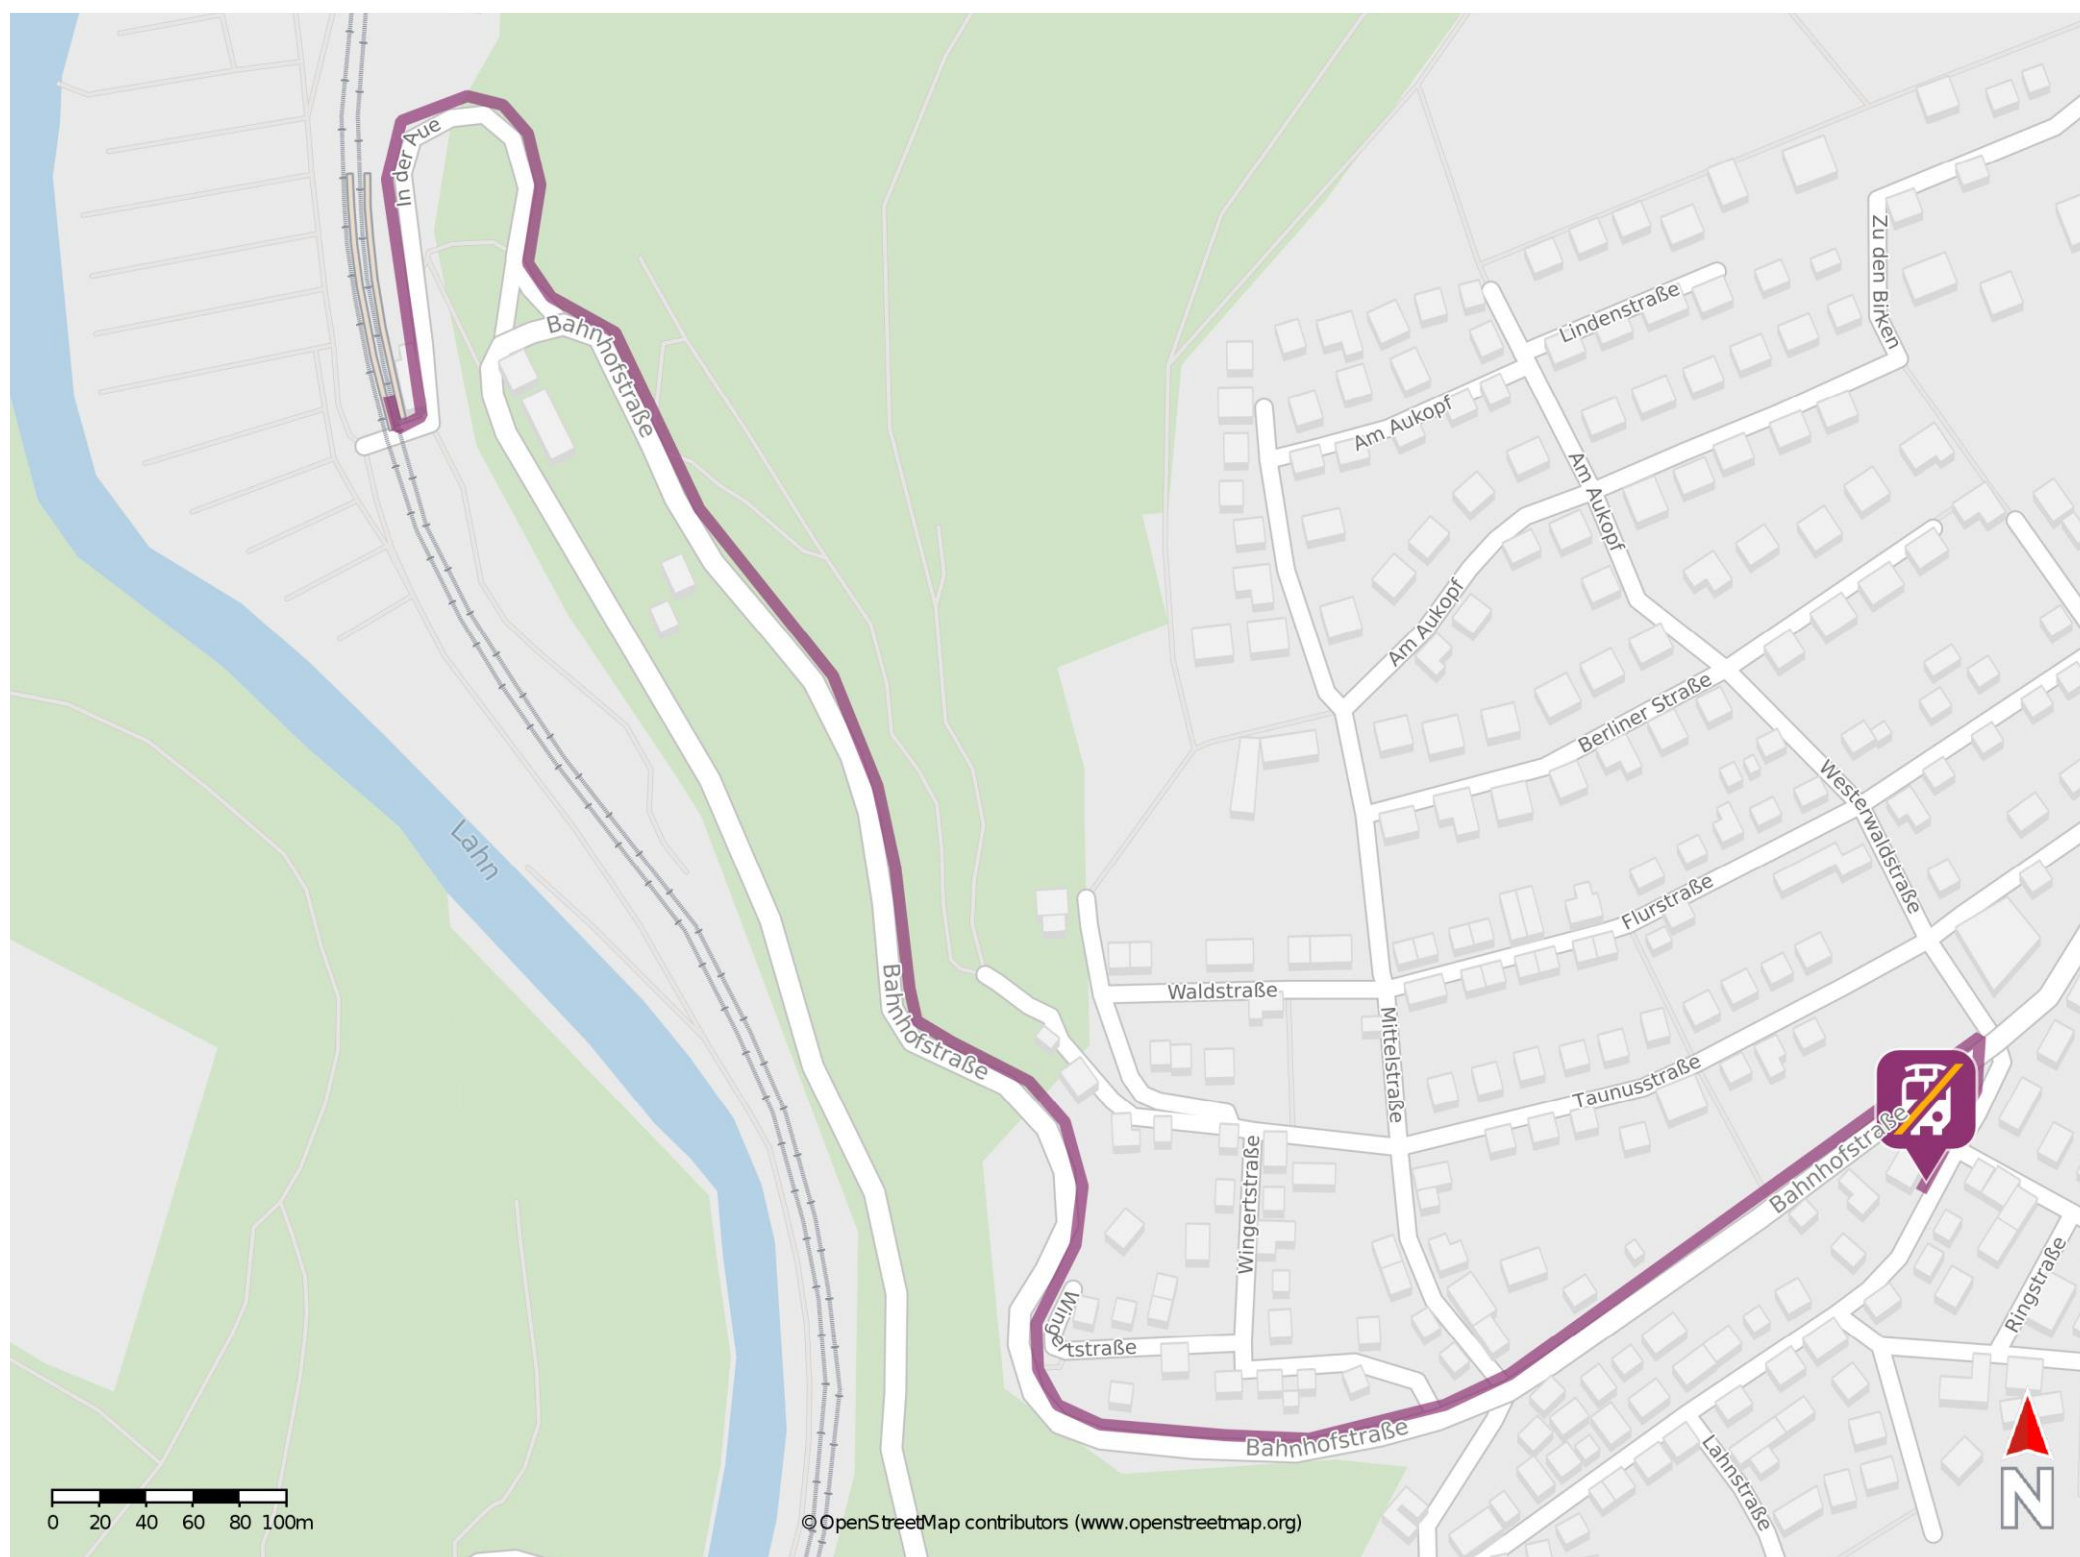 In der Aue
Zu den Birken
Lindenstraße
Bahnhofstraße
Am Aukopf
Am Aukopf
Am Aukopf
Berliner Straße
Westerwaldstraße
Lahn
Flurstraße
Bahnhofstraße
Waldstraße
Mittelstraße
Taunusstraße
Bahnhofstraße
Wingertstraße
Ringstraße
Wingertstraße
Bahnhofstraße
Lahnstraße
N
0 20 40 60 80 100m
© OpenStreetMap contributors (www.openstreetmap.org)